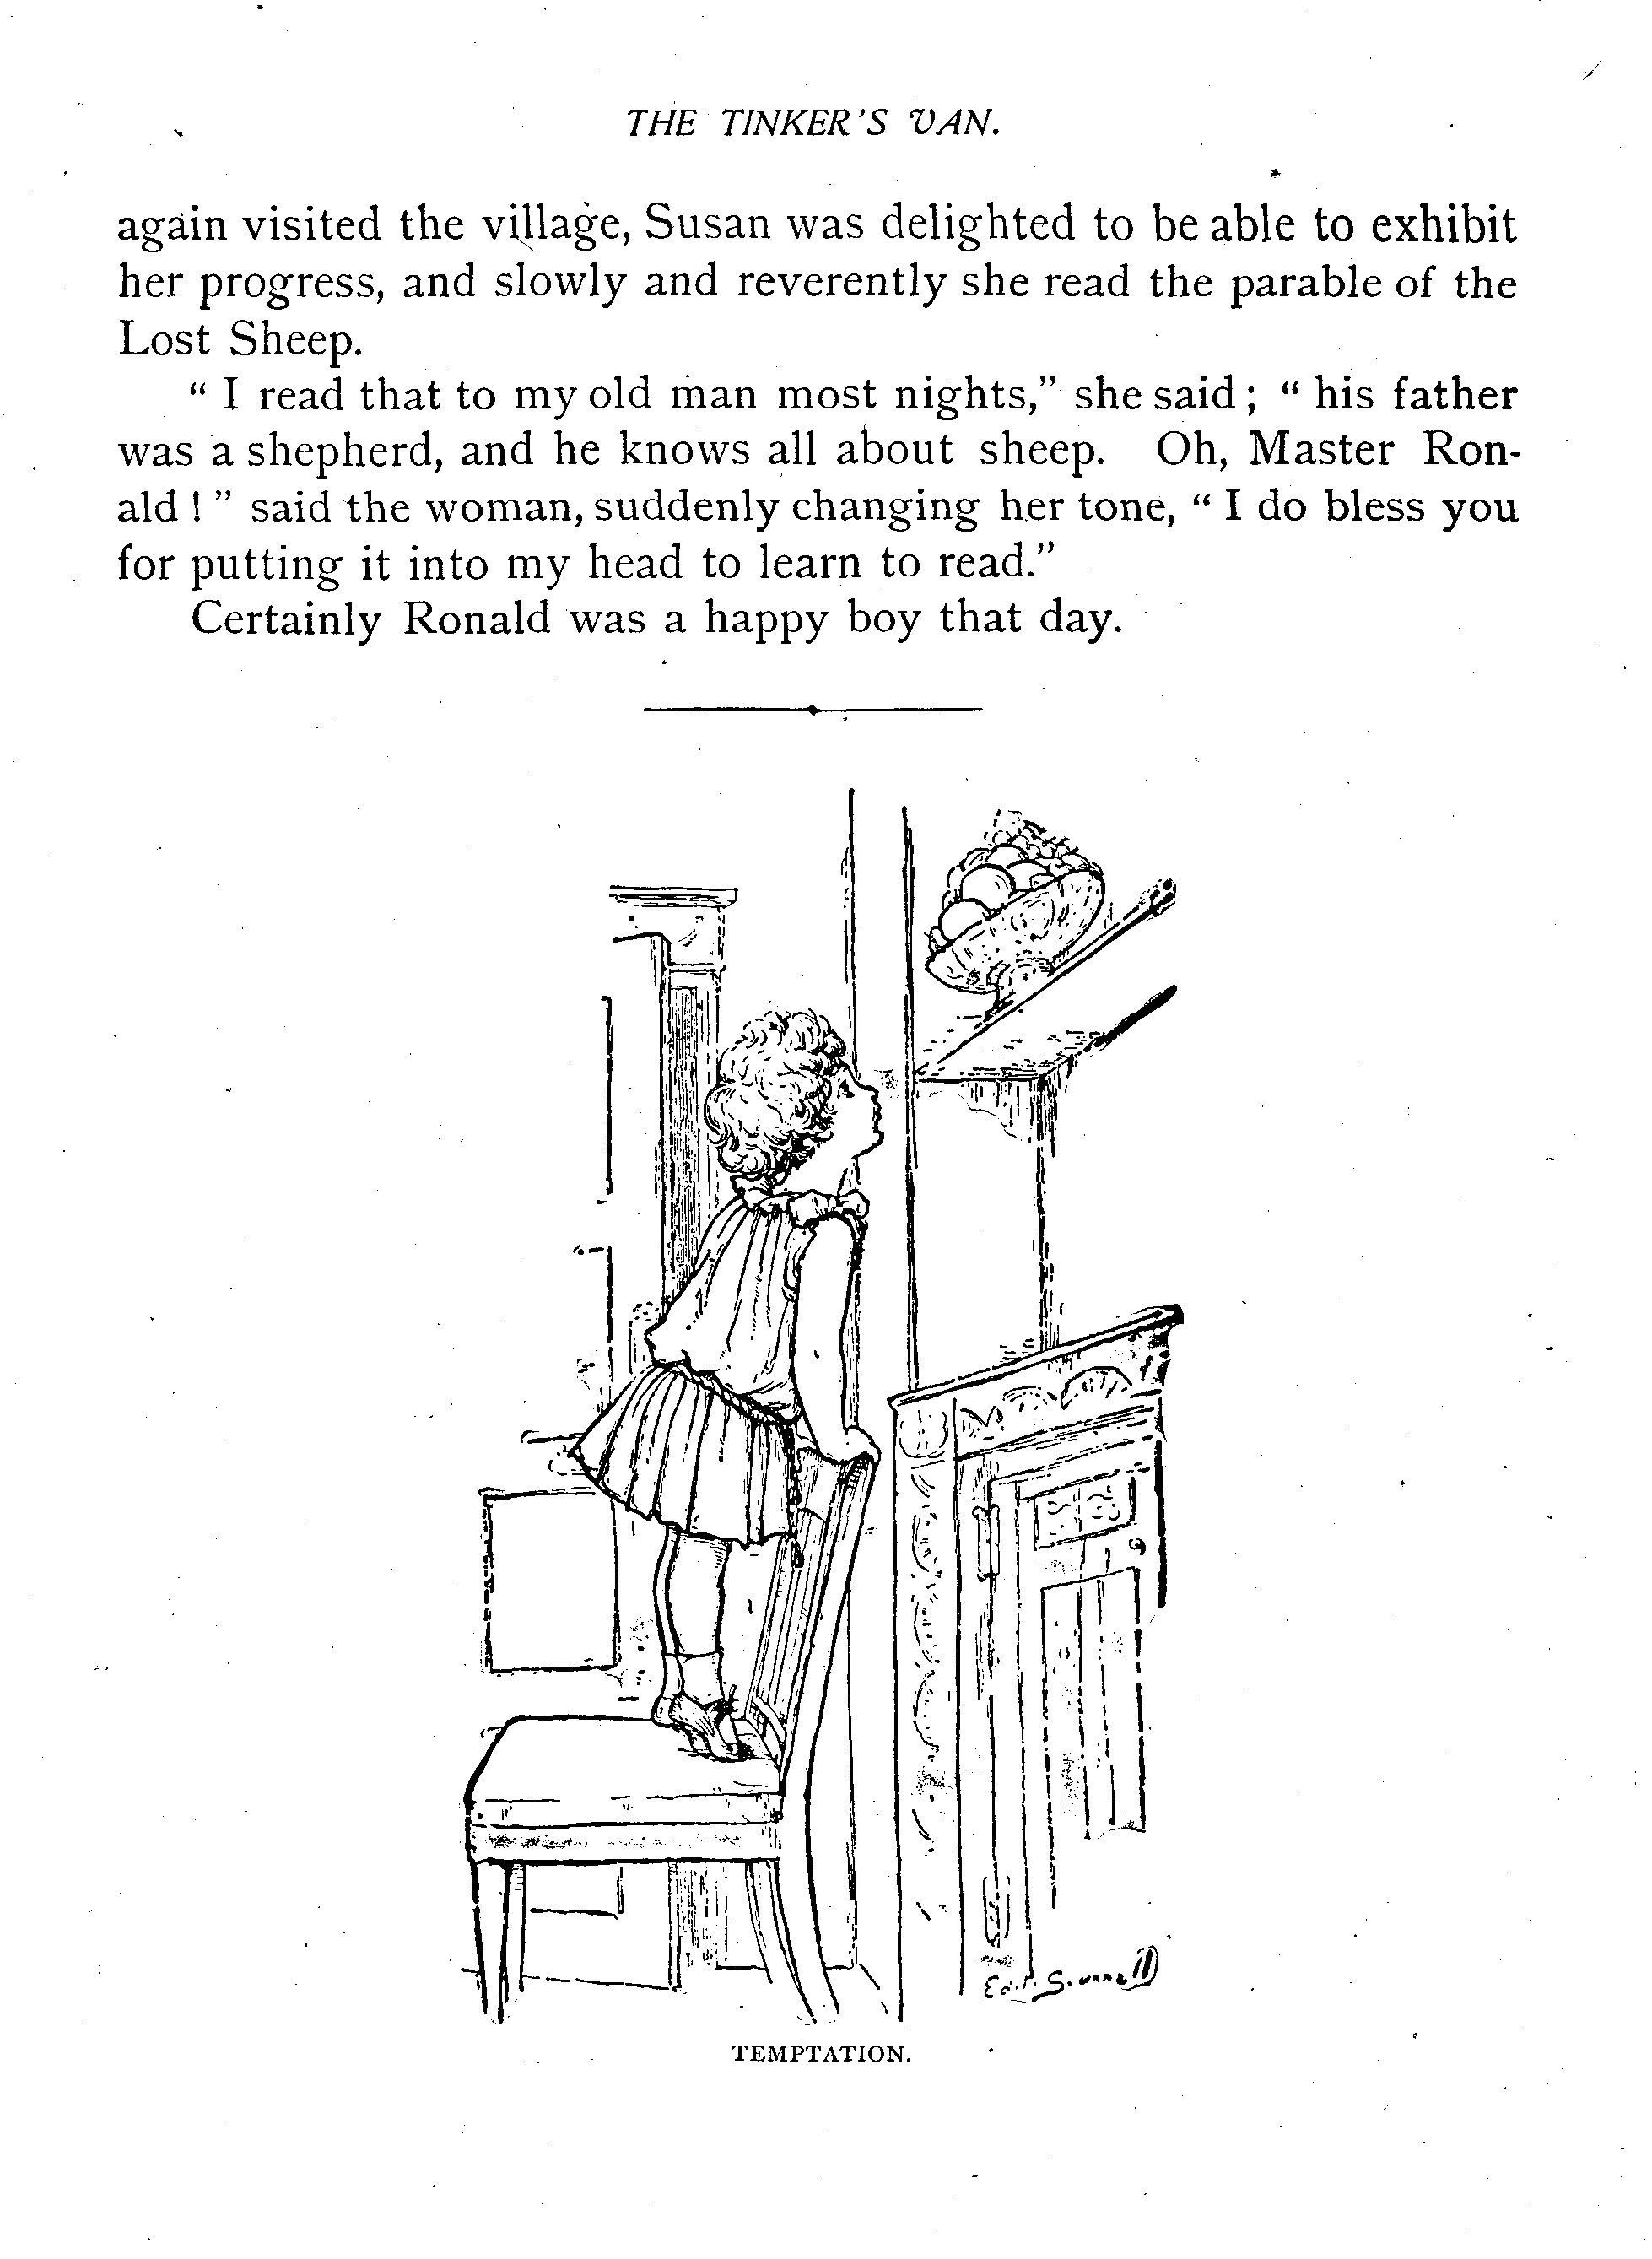 THE TINKER'S VAN.
again visited the village, Susan was delighted to be able to exhibit
her progress, and slowly and reverently she read the parable of the
Lost Sheep.
“ I read that to my old man most nights,” she said ; “ his father
was a shepherd, and he knows all about sheep. Oh, Master Ron-
ald ! ” said the woman, suddenly changing her tone, “ I do bless you
for putting it into my head to learn to read.”
Certainly Ronald was a happy boy that day.
TEMPTATION.